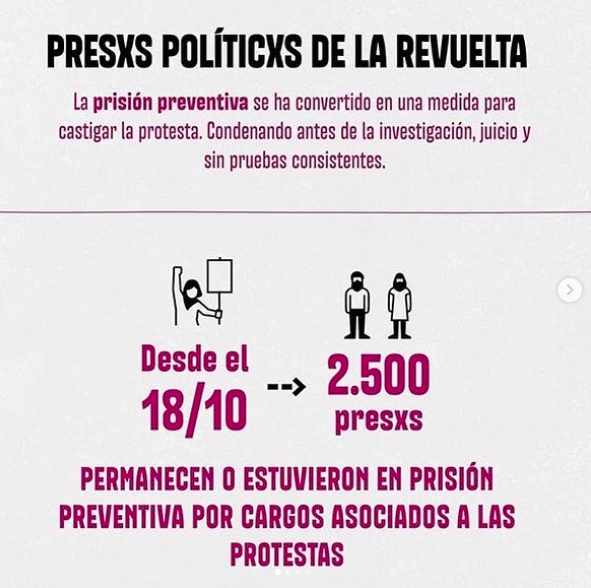 PRESXS POLÍTICXS DE LA REVUELTA
La prisión preventiva se ha convertido en una medida para
castigar la protesta. Condenando antes de la investigación, juicio y
sin pruebas consistentes.
Desde el
18/10
2.500
presxs
PERMANECEN O ESTUVIERON EN PRISIÓN
PREVENTIVA POR CARGOS ASOCIADOS A LAS
PROTESTAS